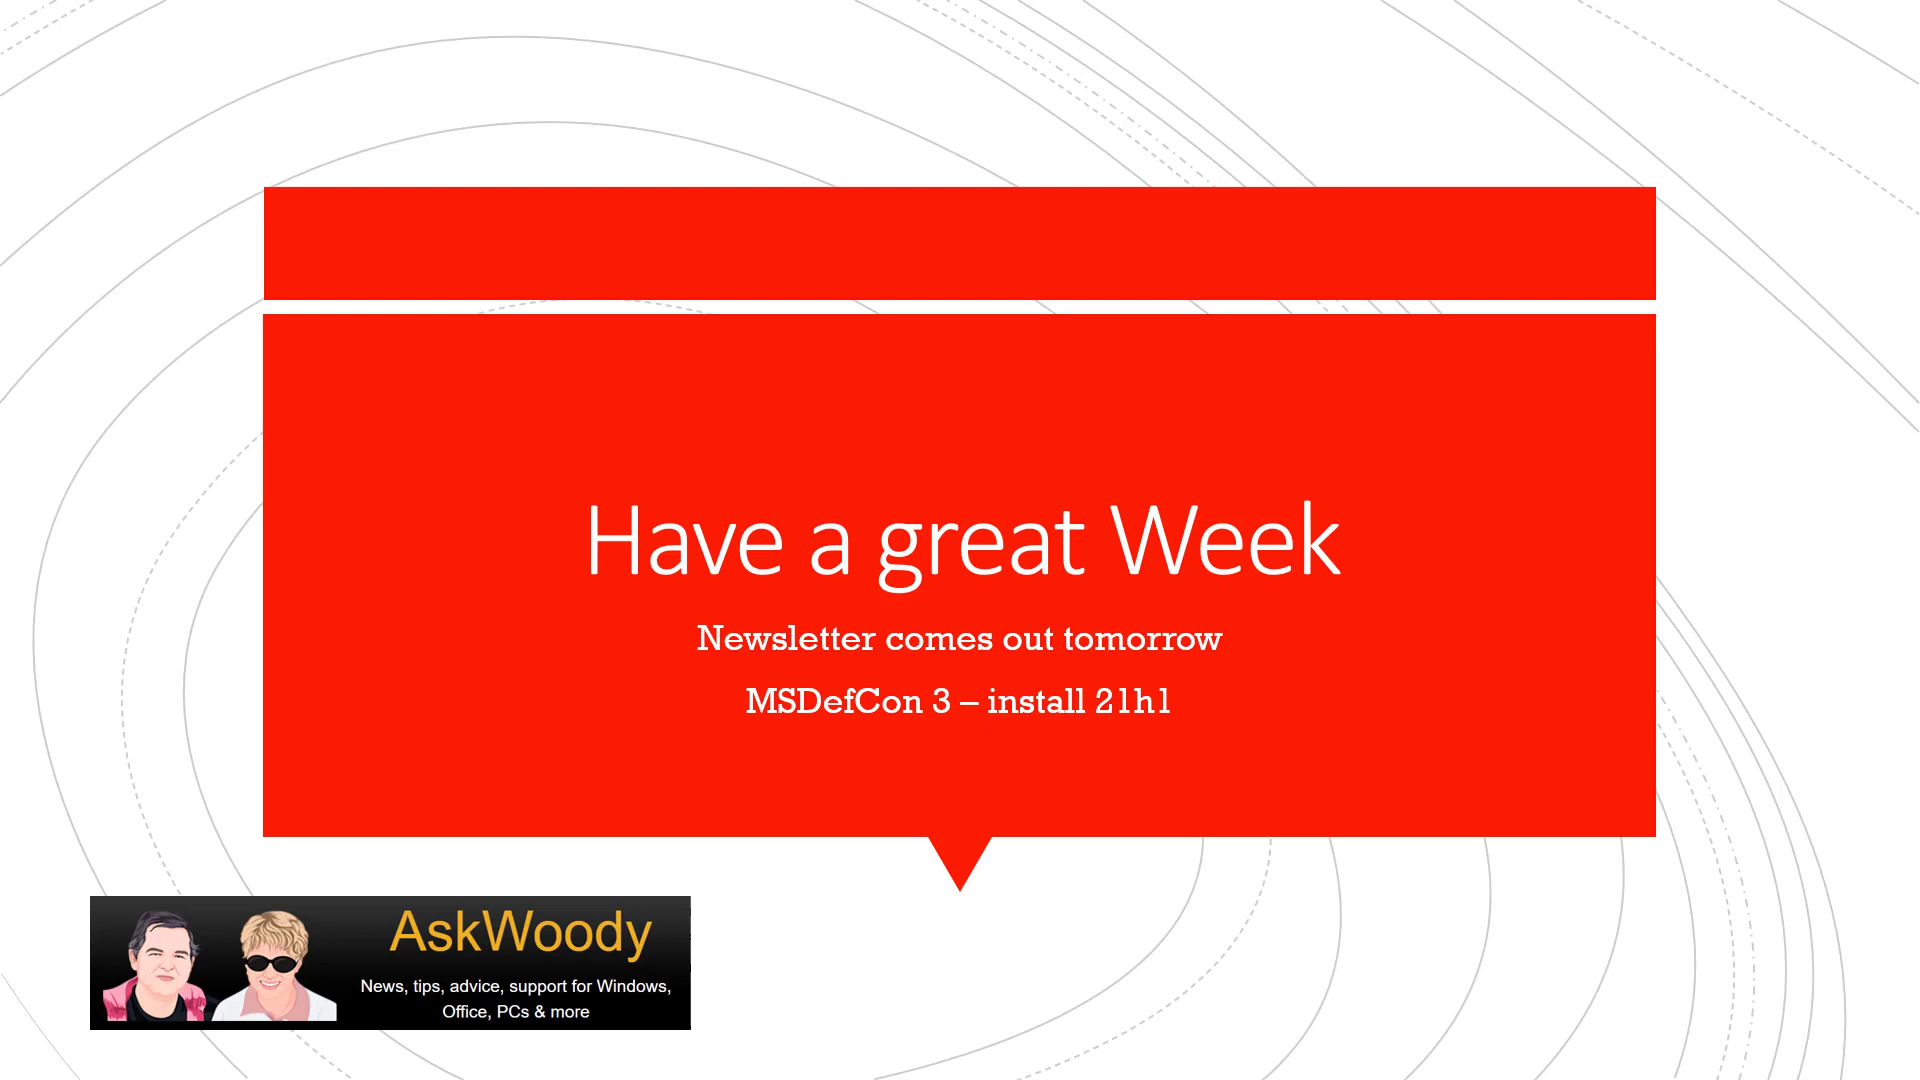 Have a great Week
Newsletter comes out tomorrow
MSDefCon 3 – install 21h1
AskWoody
News, tips, advice, support for Windows,
Office, PCs & more